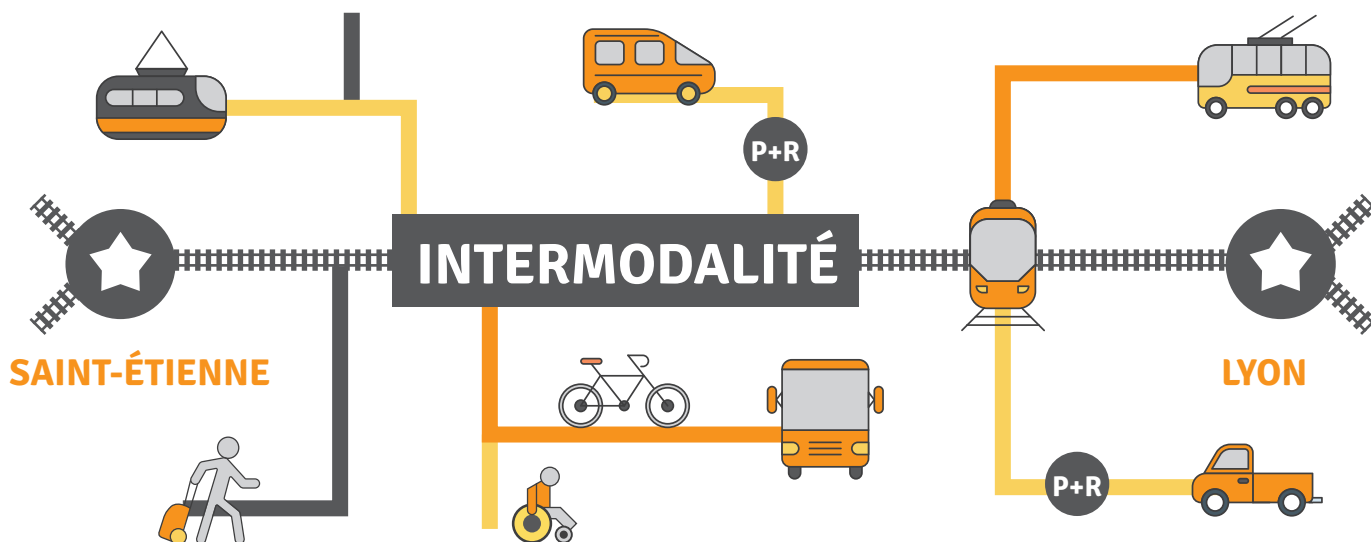 P+R
INTERMODALITÉ
SAINT-ÉTIENNE
LYON
P+R